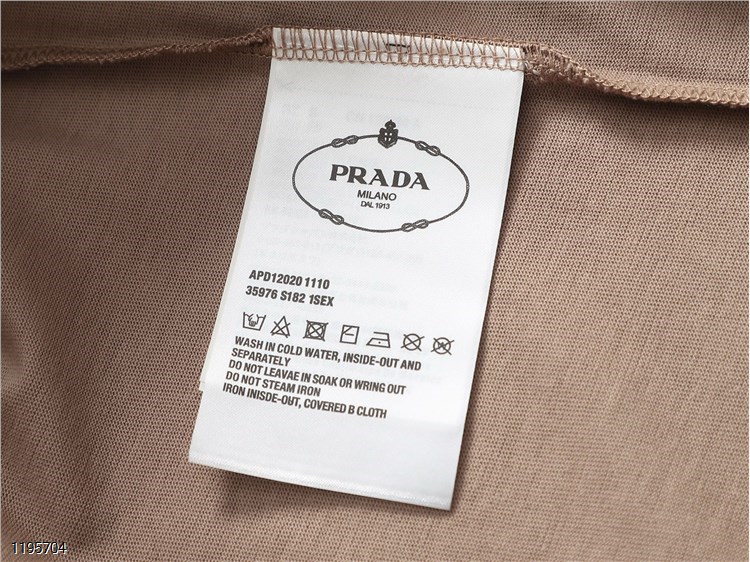 PRADA
MILANO
DAL 1913
APD12020 1110
35976 S182 1SEX
WASH IN COLD WATER, INSIDE-OUT AND
SEPARATELY
DO NOT LEAVAE IN SOAK OR WRING OUT
DO NOT STEAM IRON
IRON INISDE-OUT, COVERED B CLOTH
1195704